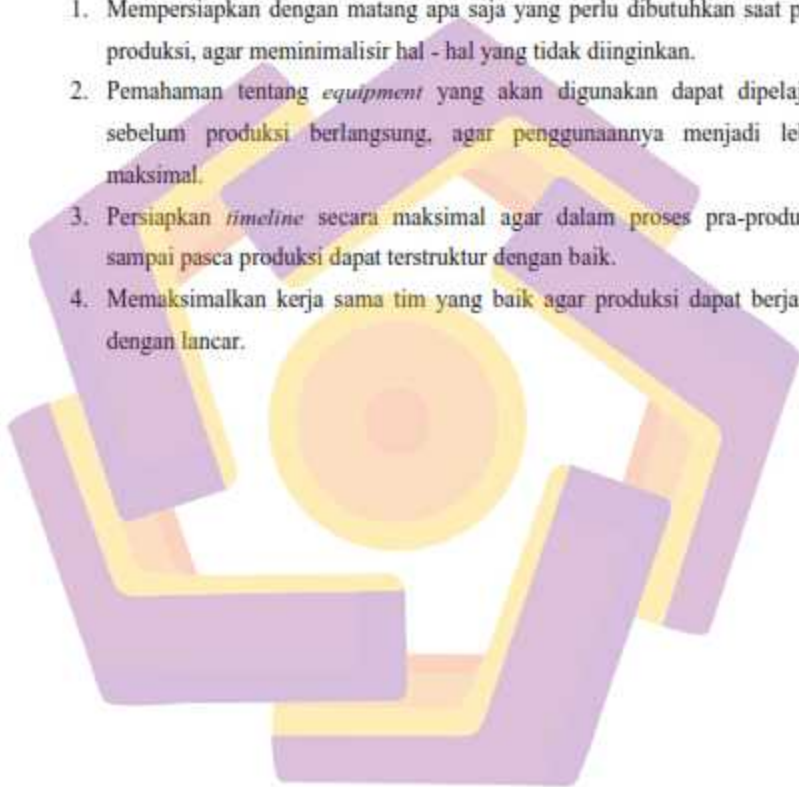 1. Mempersiapkan dengan matang apa saja yang perlu dibutuhkan saat
produksi, agar meminimalisir hal - hal yang tidak diinginkan.
2. Pemahaman tentang equipment yang akan digunakan dapat
sebelum produksi berlangsung, agar penggunaannya menjadi
maksimal.
3. Persiapkan timeline secara maksimal agar dalam proses
sampai pasca produksi dapat terstruktur dengan baik.
4. Memaksimalkan kerja sama tim yang baik agar produksi dapat
dengan lancar.